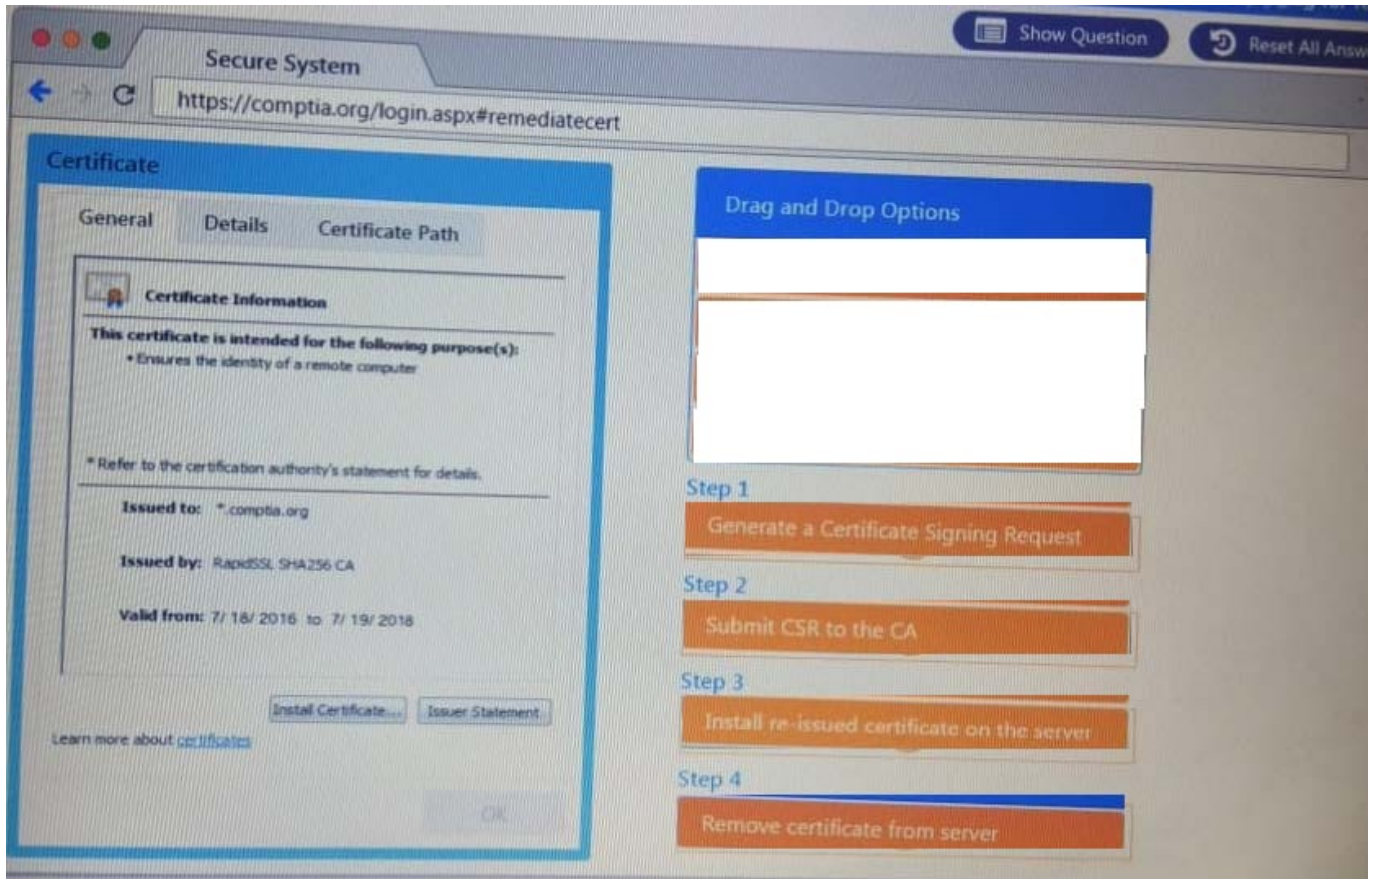 Show Question
Reset All Answ
Secure System
https://comptia.org/login.aspx#remediatecert
Certificate
General Details Certificate Path
Certificate Information
This certificate is intended for the following purpose(s):
• Ensures the identity of a remote computer
* Refer to the certification authority's statement for details.
Issued to: *.comptia.org
Issued by: RapidSSL SHA256 CA
Valid from: 7/ 18/ 2016 to 7/ 19/ 2018
Install Certificate... Issuer Statement
Learn more about certificates
OK
Drag and Drop Options
Step 1
Generate a Certificate Signing Request
Step 2
Submit CSR to the CA
Step 3
Install re-issued certificate on the server
Step 4
Remove certificate from server